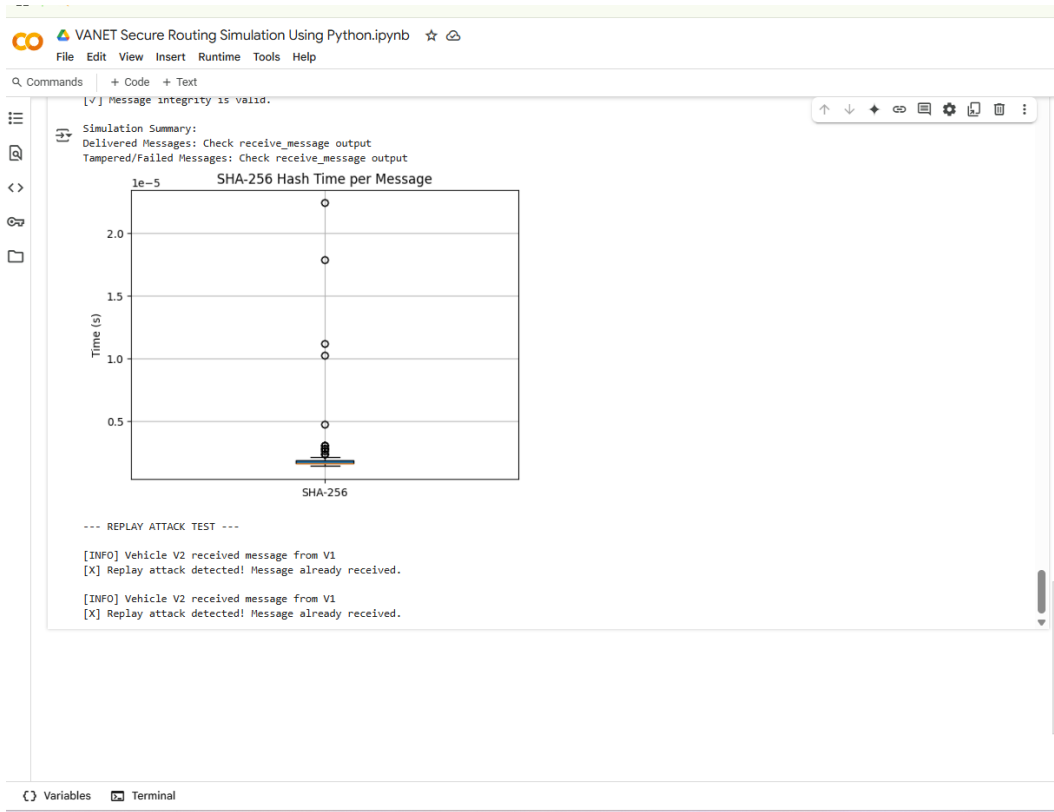 VANET Secure Routing Simulation Using Python.ipynb
File Edit View Insert Runtime Tools Help
Commands + Code + Text
[√] Message integrity is valid.
Simulation Summary:
Delivered Messages: Check receive_message output
Tampered/Failed Messages: Check receive_message output
1e−5 SHA-256 Hash Time per Message
2.0
1.5
Time (s)
1.0
0.5
SHA-256
--- REPLAY ATTACK TEST ---
[INFO] Vehicle V2 received message from V1
[X] Replay attack detected! Message already received.
[INFO] Vehicle V2 received message from V1
[X] Replay attack detected! Message already received.
{} Variables Terminal